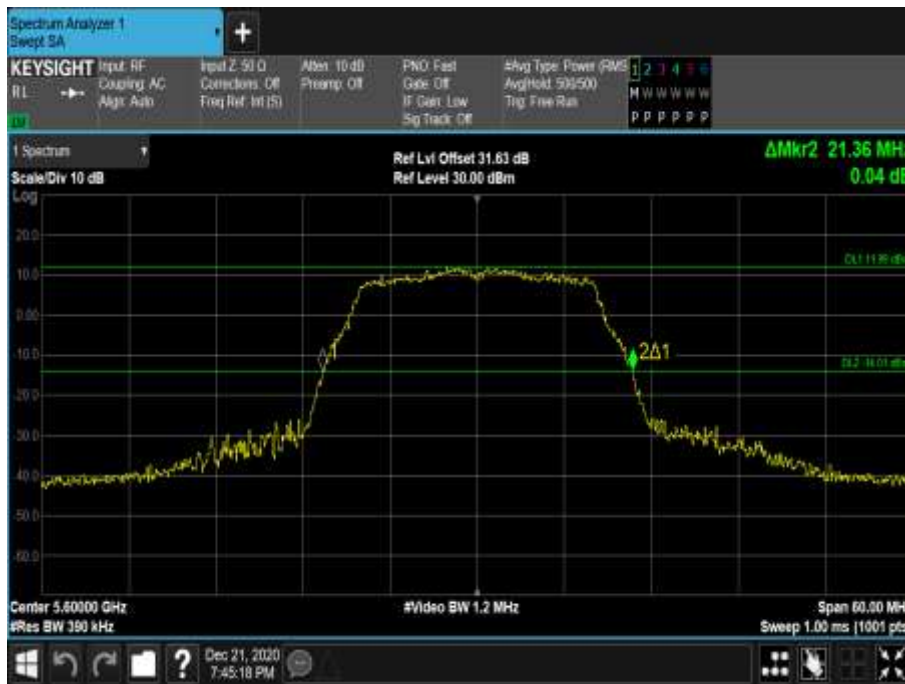 Spectrum Analyzer 1
Swept SA
+
KEYSIGHT
RL
Input: RF
Coupling: AC
Align: Auto
Input Z: 50 Ω
Corrections: Off
Freq Ref: Int (S)
Atten: 10 dB
Preamp: Off
PNO: Fast
Gate: Off
IF Gain: Low
Sig Track: Off
#Avg Type: Power (RMS
Avg|Hold: 500/500
Trig: Free Run
1 2 3 4 5 6
M W W W W W
P P P P P P
1 Spectrum
Scale/Div 10 dB
Ref Lvl Offset 31.63 dB
Ref Level 30.00 dBm
ΔMkr2 21.36 MH
0.04 d
Log
20.0
10.0
0.00
-10.0
-20.0
-30.0
-40.0
-50.0
-60.0
2Δ1
Center 5.60000 GHz
#Res BW 390 kHz
#Video BW 1.2 MHz
Span 60.00 MH
Sweep 1.00 ms (1001 pts
?
Dec 21, 2020
7:45:18 PM